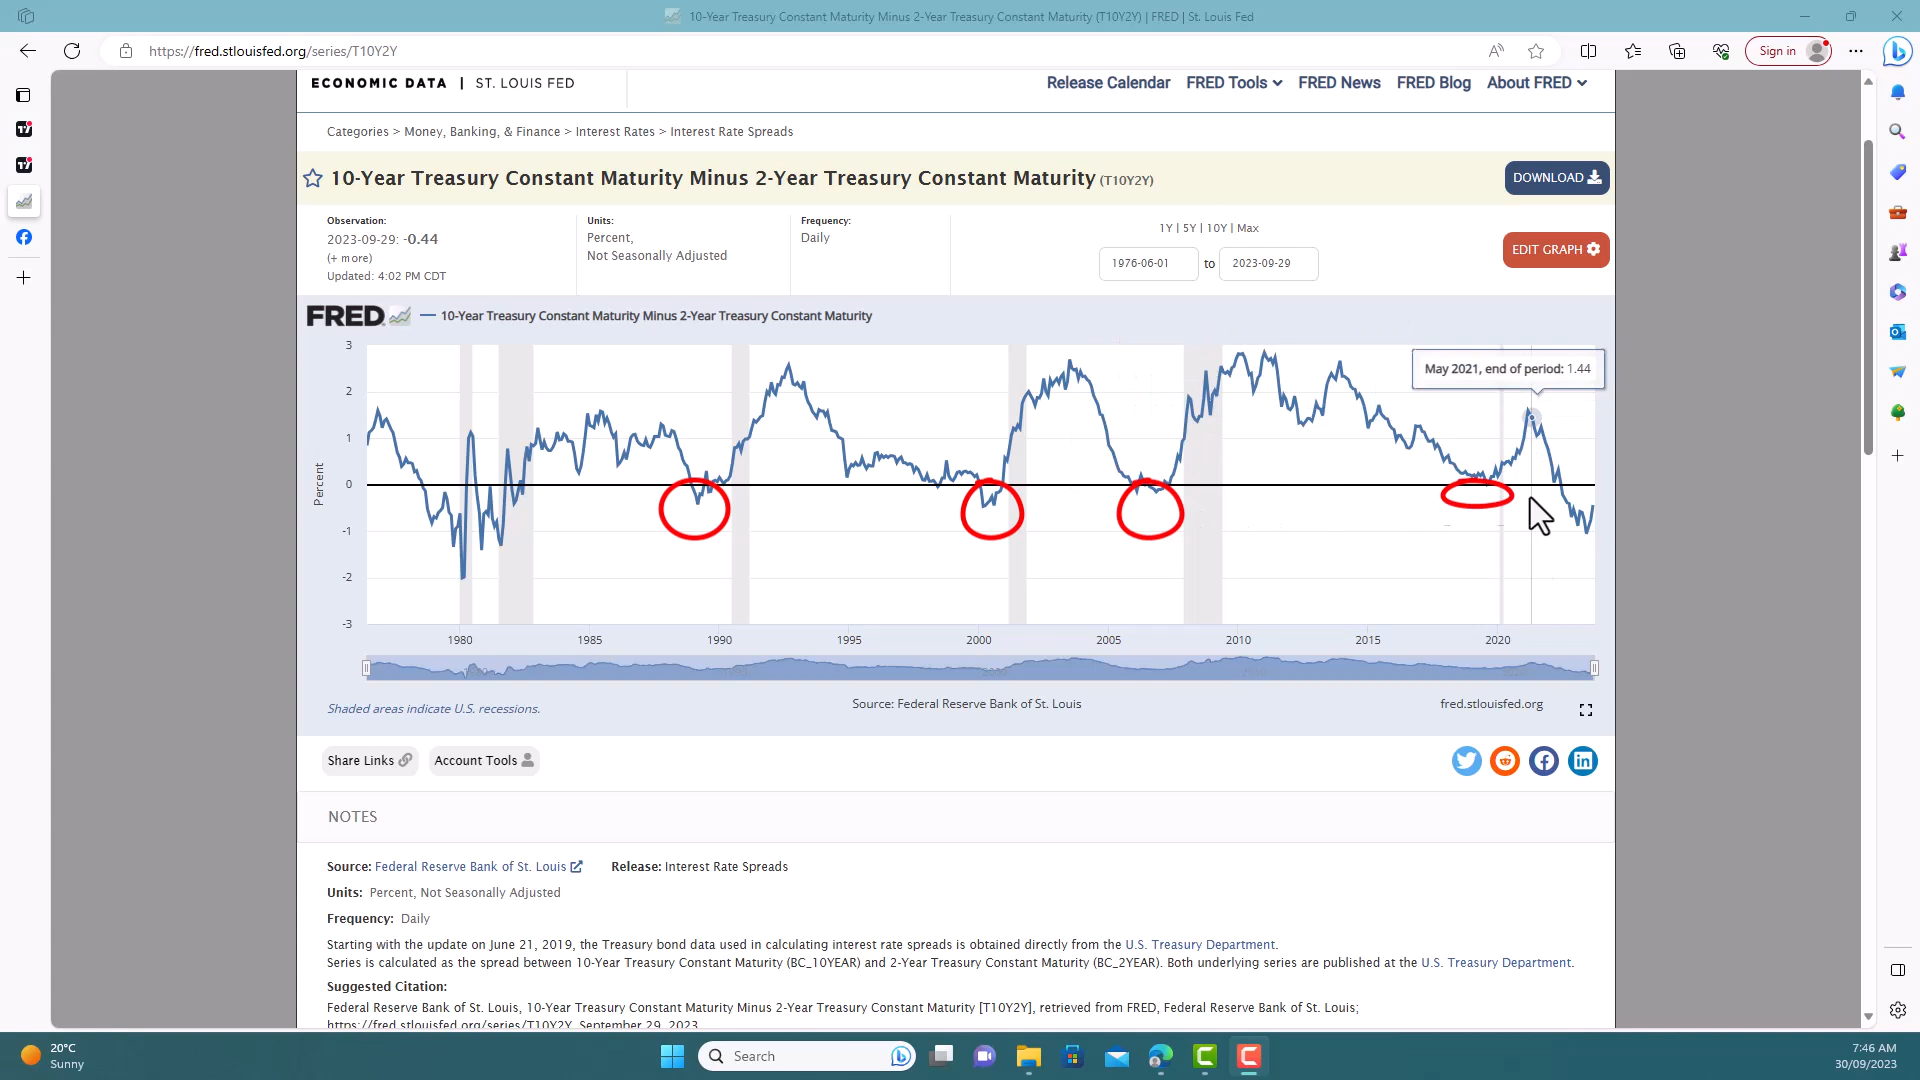 10-Year Treasury Constant Maturity Minus 2-Year Treasury Constant Maturity (T10Y2Y) | FRED | St. Louis Fed
https://fred.stlouisfed.org/series/T10Y2Y
Sign in
ECONOMIC DATA | ST. LOUIS FED
Release Calendar
FRED Tools
FRED News
FRED Blog
About FRED
Categories > Money, Banking, & Finance > Interest Rates > Interest Rate Spreads
10-Year Treasury Constant Maturity Minus 2-Year Treasury Constant Maturity (T10Y2Y)
DOWNLOAD
Observation:
2023-09-29: -0.44
(+ more)
Updated: 4:02 PM CDT
Units:
Percent,
Not Seasonally Adjusted
Frequency:
Daily
1Y | 5Y | 10Y | Max
1976-06-01 to 2023-09-29
EDIT GRAPH
FRED
10-Year Treasury Constant Maturity Minus 2-Year Treasury Constant Maturity
May 2021, end of period: 1.44
Percent
3
2
1
0
-1
-2
-3
1980
1985
1990
1995
2000
2005
2010
2015
2020
Shaded areas indicate U.S. recessions.
Source: Federal Reserve Bank of St. Louis
fred.stlouisfed.org
Share Links
Account Tools
NOTES
Source: Federal Reserve Bank of St. Louis
Release: Interest Rate Spreads
Units: Percent, Not Seasonally Adjusted
Frequency: Daily
Starting with the update on June 21, 2019, the Treasury bond data used in calculating interest rate spreads is obtained directly from the U.S. Treasury Department.
Series is calculated as the spread between 10-Year Treasury Constant Maturity (BC_10YEAR) and 2-Year Treasury Constant Maturity (BC_2YEAR). Both underlying series are published at the U.S. Treasury Department.
Suggested Citation:
Federal Reserve Bank of St. Louis, 10-Year Treasury Constant Maturity Minus 2-Year Treasury Constant Maturity [T10Y2Y], retrieved from FRED, Federal Reserve Bank of St. Louis;
https://fred.stlouisfed.org/series/T10Y2Y, September 29, 2023.
20°C
Sunny
Search
7:46 AM
30/09/2023